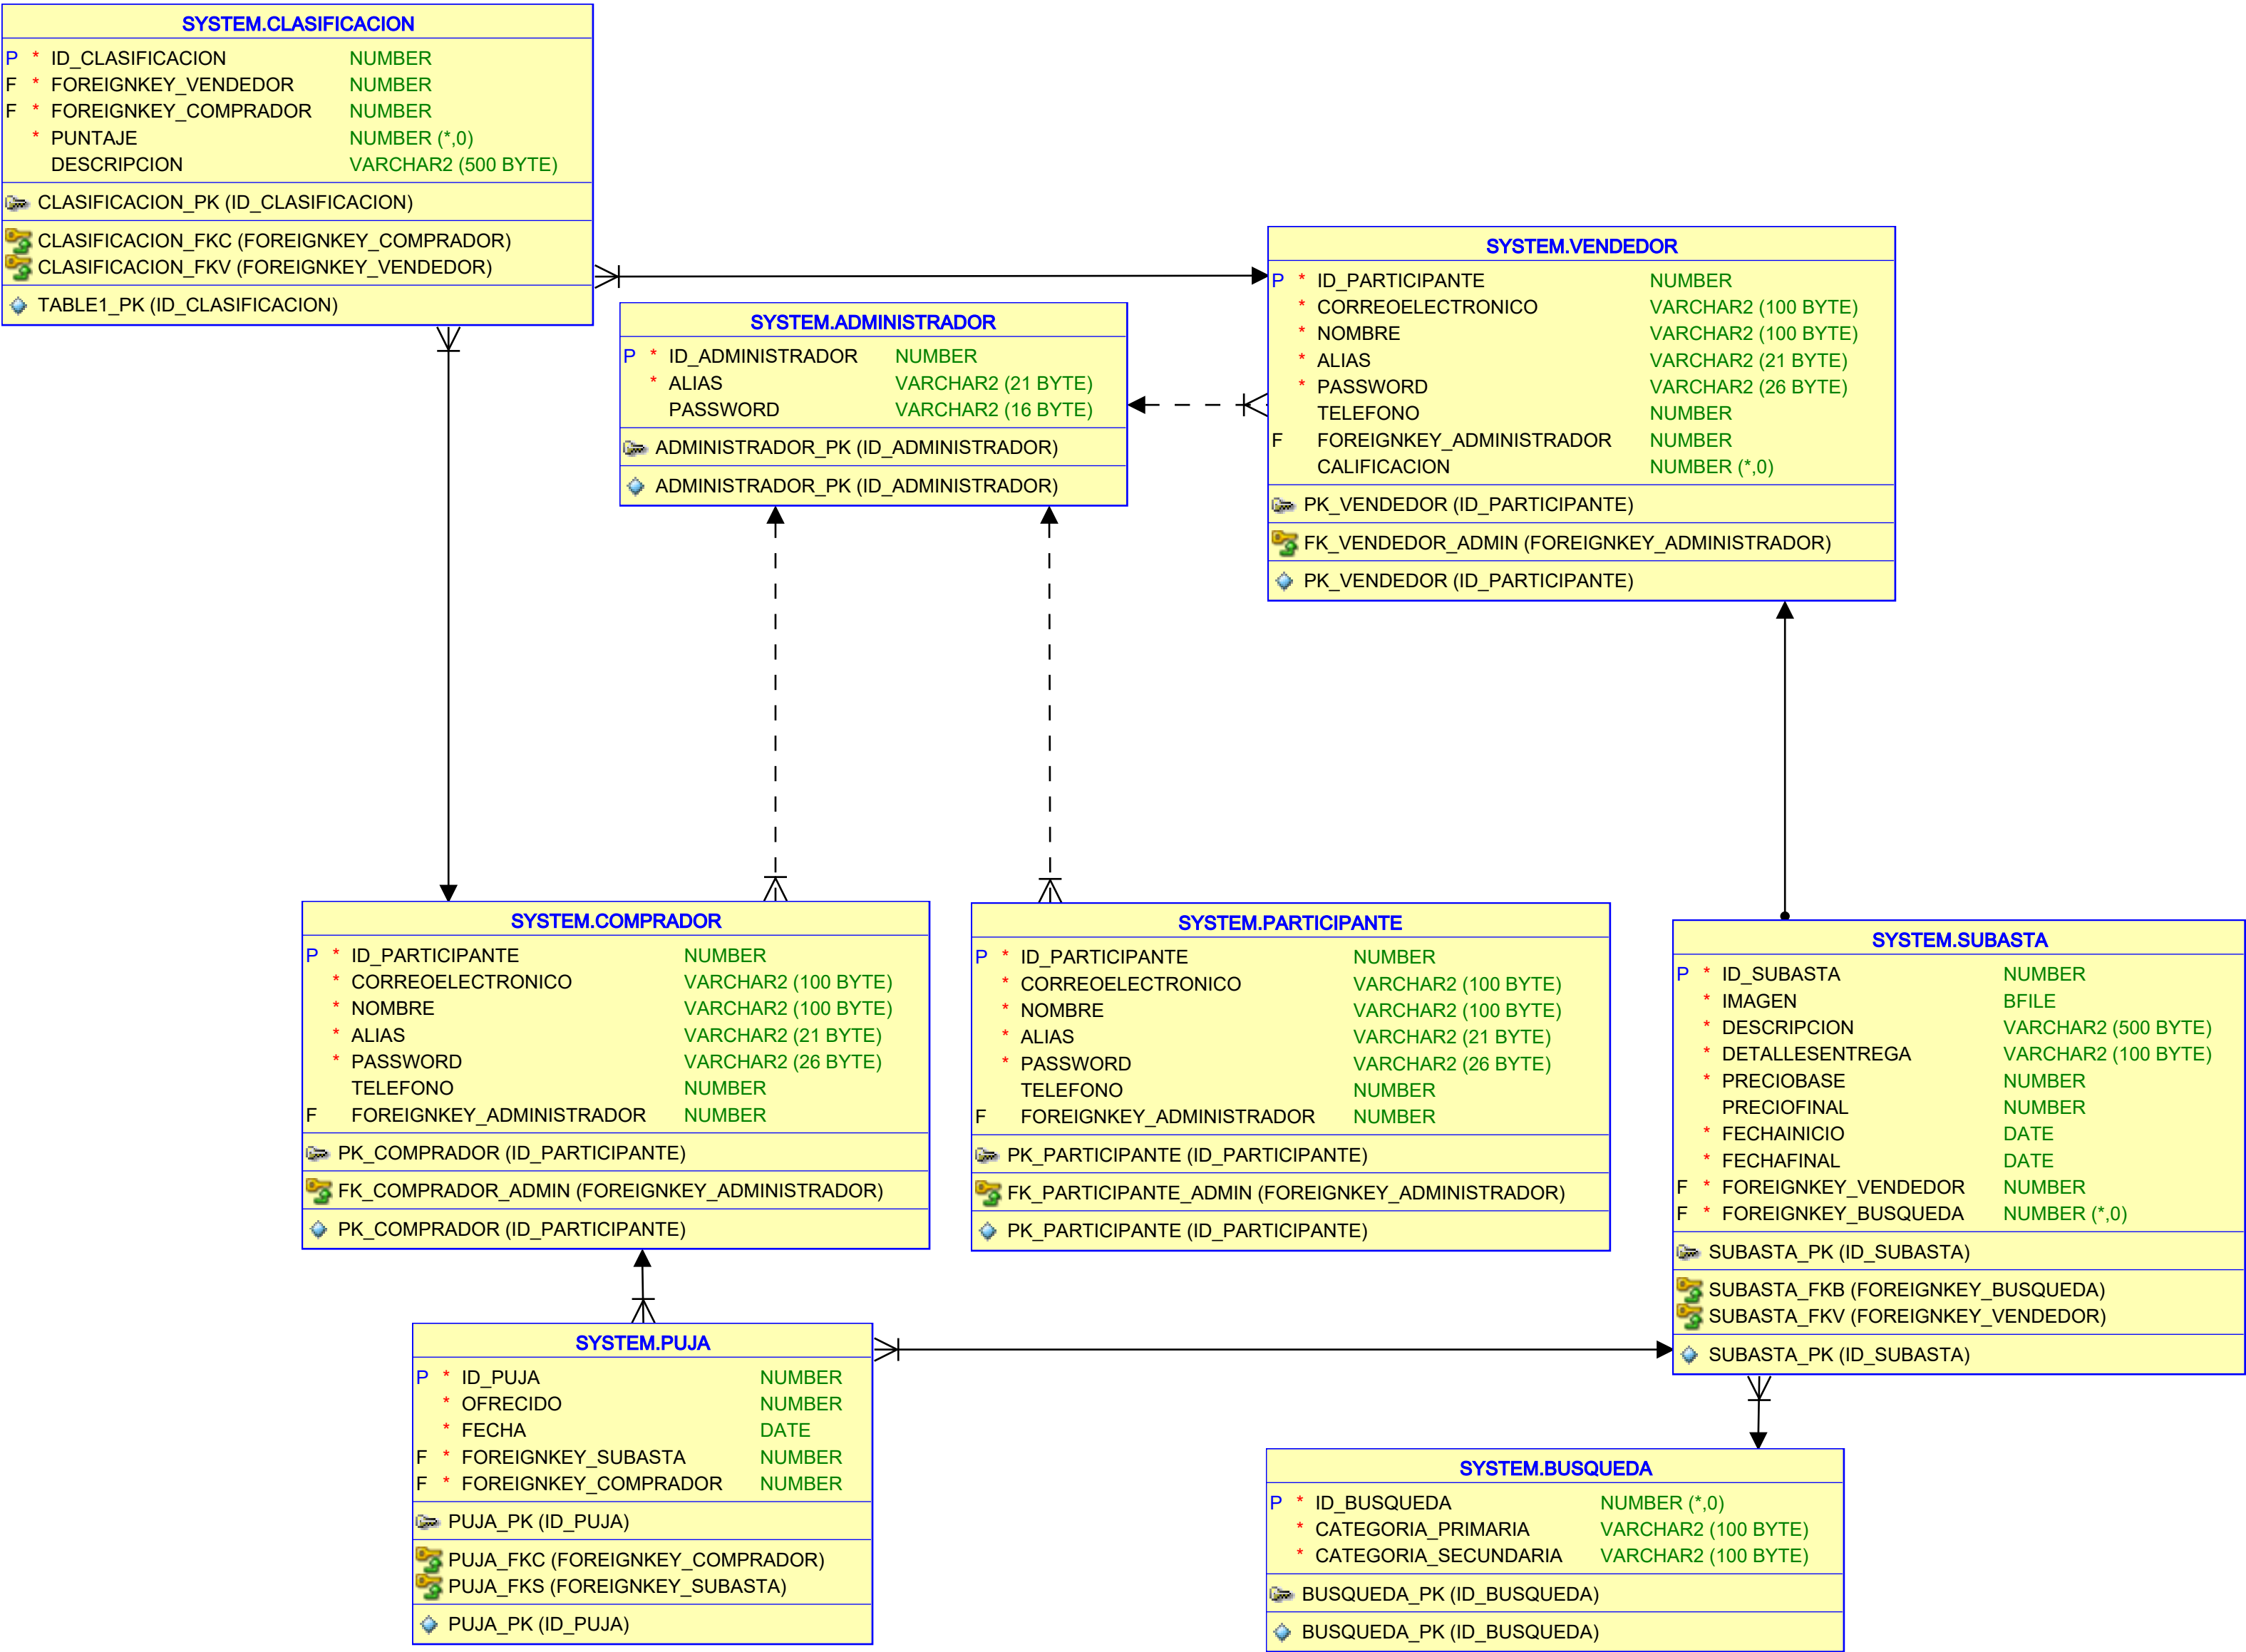 SYSTEM.CLASIFICACION
P * ID_CLASIFICACION NUMBER
F * FOREIGNKEY_VENDEDOR NUMBER
F * FOREIGNKEY_COMPRADOR NUMBER
* PUNTAJE NUMBER (*,0)
DESCRIPCION VARCHAR2 (500 BYTE)
CLASIFICACION_PK (ID_CLASIFICACION)
CLASIFICACION_FKC (FOREIGNKEY_COMPRADOR)
CLASIFICACION_FKV (FOREIGNKEY_VENDEDOR)
TABLE1_PK (ID_CLASIFICACION)
SYSTEM.VENDEDOR
P * ID_PARTICIPANTE NUMBER
* CORREOELECTRONICO VARCHAR2 (100 BYTE)
* NOMBRE VARCHAR2 (100 BYTE)
* ALIAS VARCHAR2 (21 BYTE)
* PASSWORD VARCHAR2 (26 BYTE)
TELEFONO NUMBER
F FOREIGNKEY_ADMINISTRADOR NUMBER
CALIFICACION NUMBER (*,0)
PK_VENDEDOR (ID_PARTICIPANTE)
FK_VENDEDOR_ADMIN (FOREIGNKEY_ADMINISTRADOR)
PK_VENDEDOR (ID_PARTICIPANTE)
SYSTEM.ADMINISTRADOR
P * ID_ADMINISTRADOR NUMBER
* ALIAS VARCHAR2 (21 BYTE)
PASSWORD VARCHAR2 (16 BYTE)
ADMINISTRADOR_PK (ID_ADMINISTRADOR)
ADMINISTRADOR_PK (ID_ADMINISTRADOR)
SYSTEM.COMPRADOR
P * ID_PARTICIPANTE NUMBER
* CORREOELECTRONICO VARCHAR2 (100 BYTE)
* NOMBRE VARCHAR2 (100 BYTE)
* ALIAS VARCHAR2 (21 BYTE)
* PASSWORD VARCHAR2 (26 BYTE)
TELEFONO NUMBER
F FOREIGNKEY_ADMINISTRADOR NUMBER
PK_COMPRADOR (ID_PARTICIPANTE)
FK_COMPRADOR_ADMIN (FOREIGNKEY_ADMINISTRADOR)
PK_COMPRADOR (ID_PARTICIPANTE)
SYSTEM.PARTICIPANTE
P * ID_PARTICIPANTE NUMBER
* CORREOELECTRONICO VARCHAR2 (100 BYTE)
* NOMBRE VARCHAR2 (100 BYTE)
* ALIAS VARCHAR2 (21 BYTE)
* PASSWORD VARCHAR2 (26 BYTE)
TELEFONO NUMBER
F FOREIGNKEY_ADMINISTRADOR NUMBER
PK_PARTICIPANTE (ID_PARTICIPANTE)
FK_PARTICIPANTE_ADMIN (FOREIGNKEY_ADMINISTRADOR)
PK_PARTICIPANTE (ID_PARTICIPANTE)
SYSTEM.SUBASTA
P * ID_SUBASTA NUMBER
* IMAGEN BFILE
* DESCRIPCION VARCHAR2 (500 BYTE)
* DETALLESENTREGA VARCHAR2 (100 BYTE)
* PRECIOBASE NUMBER
PRECIOFINAL NUMBER
* FECHAINICIO DATE
* FECHAFINAL DATE
F * FOREIGNKEY_VENDEDOR NUMBER
F * FOREIGNKEY_BUSQUEDA NUMBER (*,0)
SUBASTA_PK (ID_SUBASTA)
SUBASTA_FKB (FOREIGNKEY_BUSQUEDA)
SUBASTA_FKV (FOREIGNKEY_VENDEDOR)
SUBASTA_PK (ID_SUBASTA)
SYSTEM.PUJA
P * ID_PUJA NUMBER
* OFRECIDO NUMBER
* FECHA DATE
F * FOREIGNKEY_SUBASTA NUMBER
F * FOREIGNKEY_COMPRADOR NUMBER
PUJA_PK (ID_PUJA)
PUJA_FKC (FOREIGNKEY_COMPRADOR)
PUJA_FKS (FOREIGNKEY_SUBASTA)
PUJA_PK (ID_PUJA)
SYSTEM.BUSQUEDA
P * ID_BUSQUEDA NUMBER (*,0)
* CATEGORIA_PRIMARIA VARCHAR2 (100 BYTE)
* CATEGORIA_SECUNDARIA VARCHAR2 (100 BYTE)
BUSQUEDA_PK (ID_BUSQUEDA)
BUSQUEDA_PK (ID_BUSQUEDA)